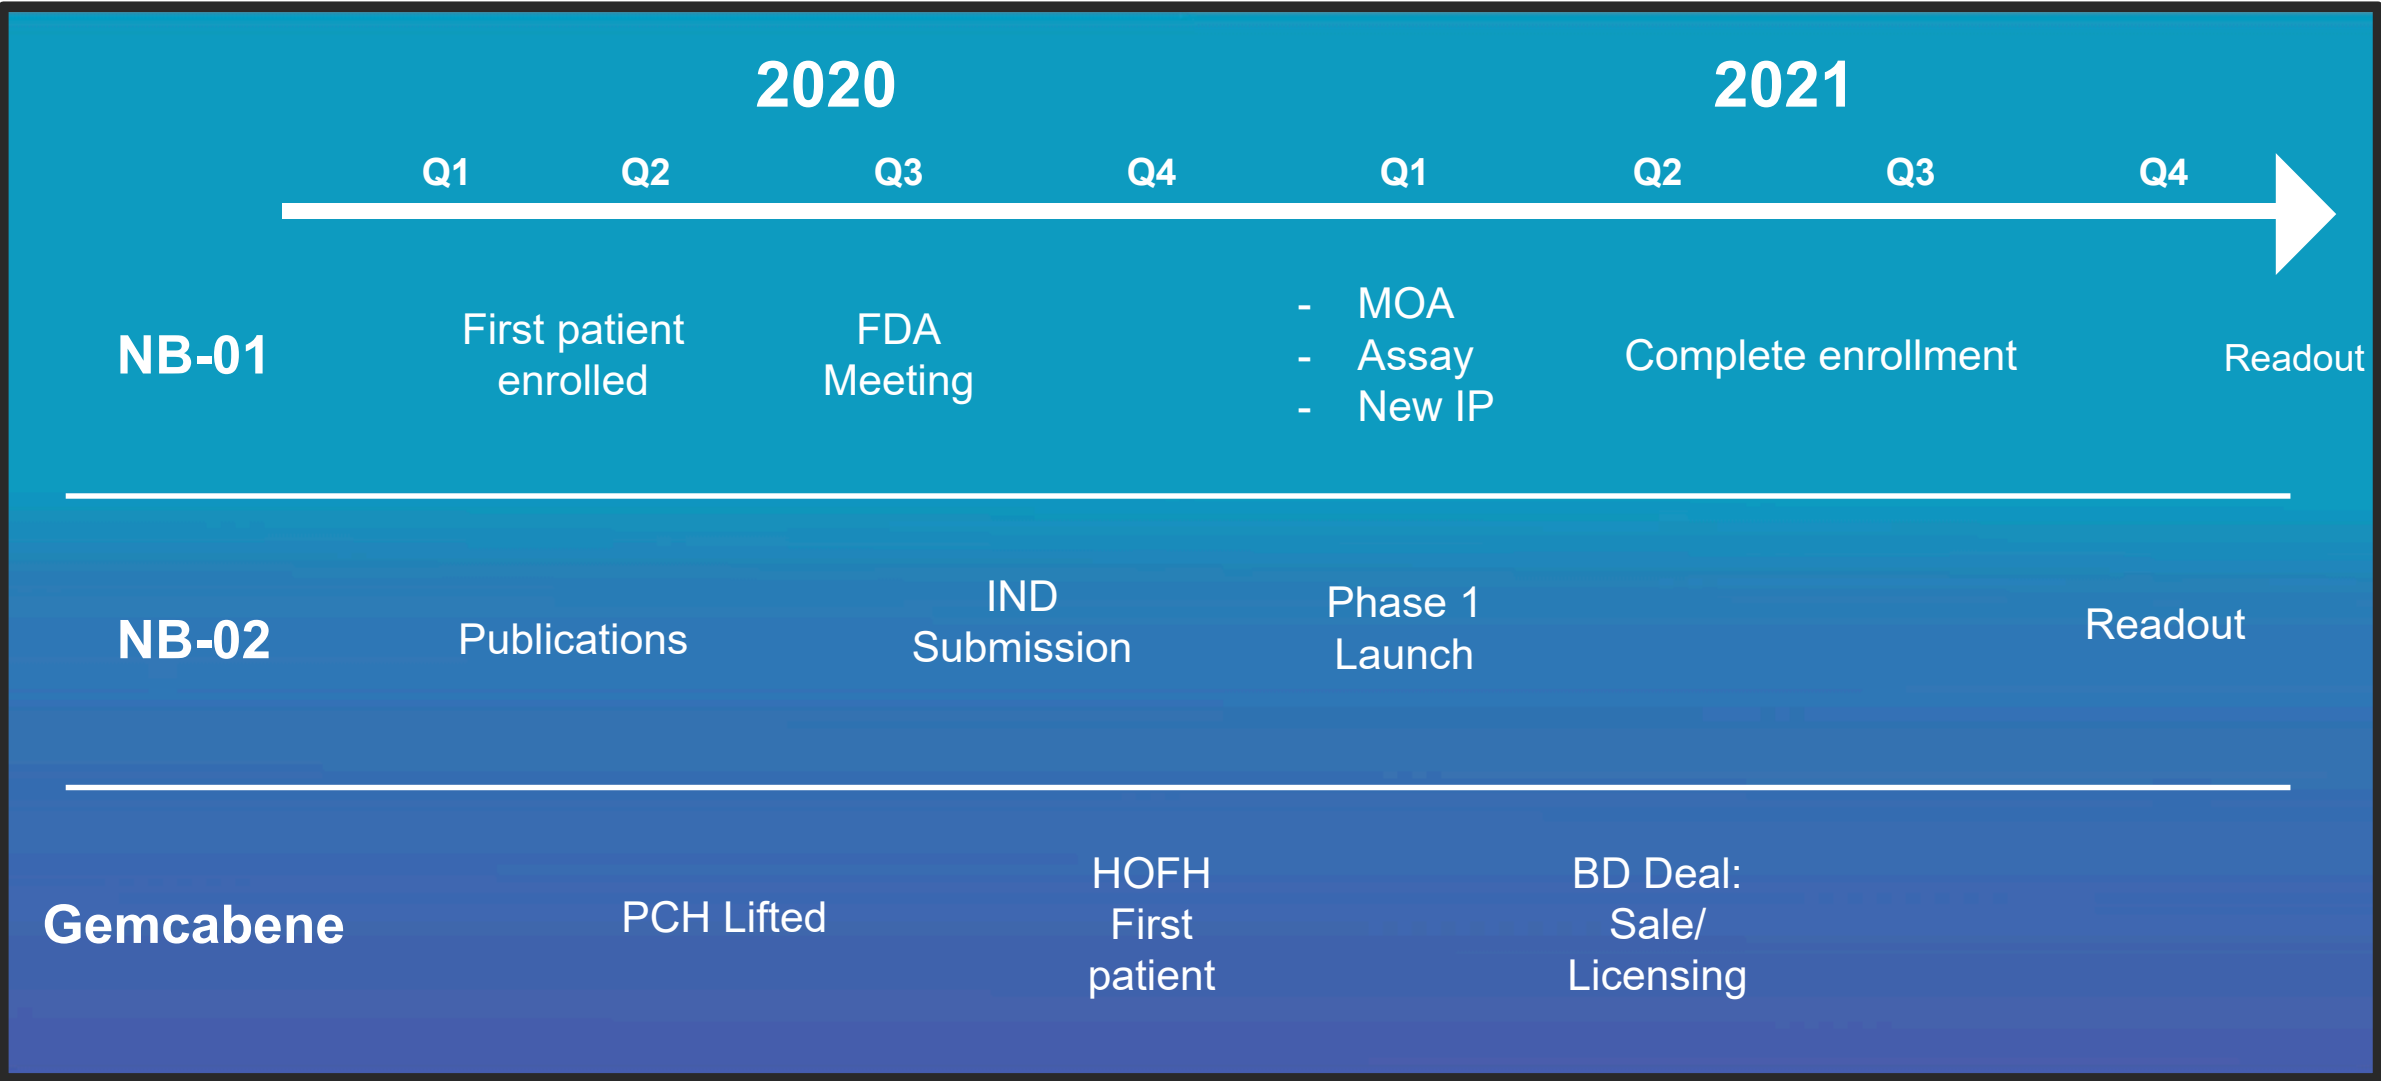 2020 2021
Q1 Q2 Q3 Q4 Q1 Q2 Q3 Q4
NB-01
First patient
enrolled
FDA
Meeting
- MOA
- Assay
- New IP
Complete enrollment
Readout
NB-02
Publications
IND
Submission
Phase 1
Launch
Readout
Gemcabene
PCH Lifted
HOFH
First
patient
BD Deal:
Sale/
Licensing